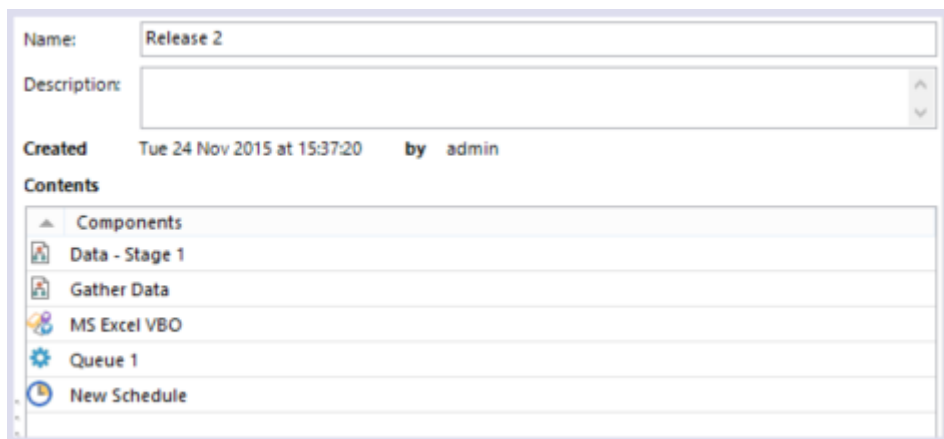 Name: Release 2
Description:
Created Tue 24 Nov 2015 at 15:37:20 by admin
Contents
Components
Data - Stage 1
Gather Data
MS Excel VBO
Queue 1
New Schedule